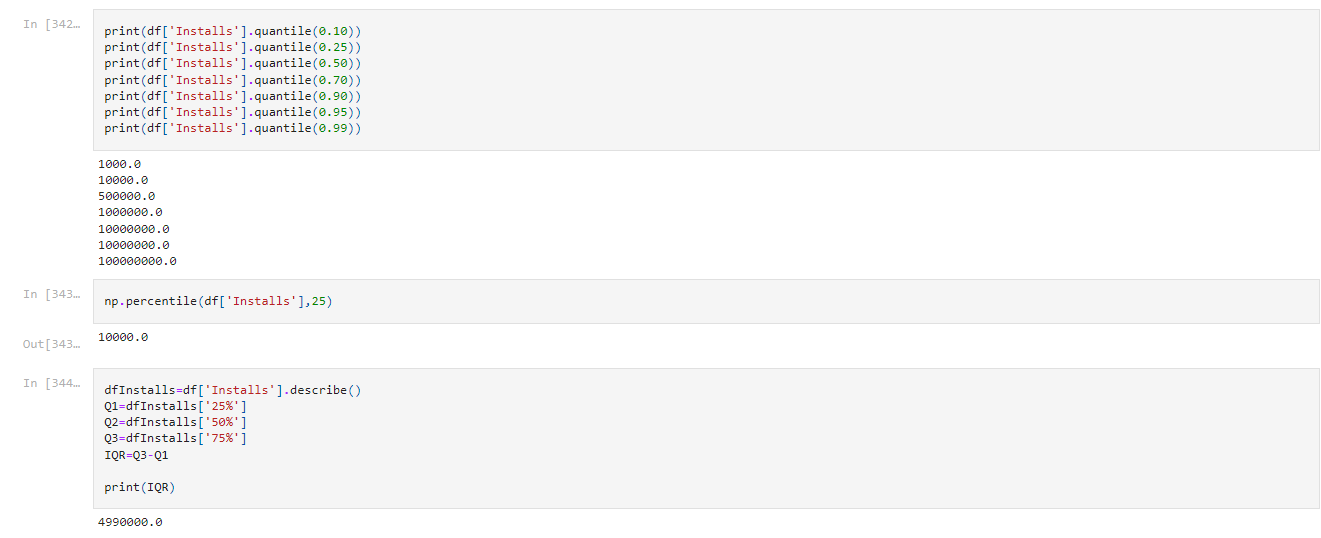 In [342…
print(df['Installs'].quantile(0.10))
print(df['Installs'].quantile(0.25))
print(df['Installs'].quantile(0.50))
print(df['Installs'].quantile(0.70))
print(df['Installs'].quantile(0.90))
print(df['Installs'].quantile(0.95))
print(df['Installs'].quantile(0.99))
1000.0
10000.0
500000.0
1000000.0
10000000.0
10000000.0
100000000.0
In [343…
np.percentile(df['Installs'],25)
Out[343…
10000.0
In [344…
dfInstalls=df['Installs'].describe()
Q1=dfInstalls['25%']
Q2=dfInstalls['50%']
Q3=dfInstalls['75%']
IQR=Q3-Q1
print(IQR)
4990000.0